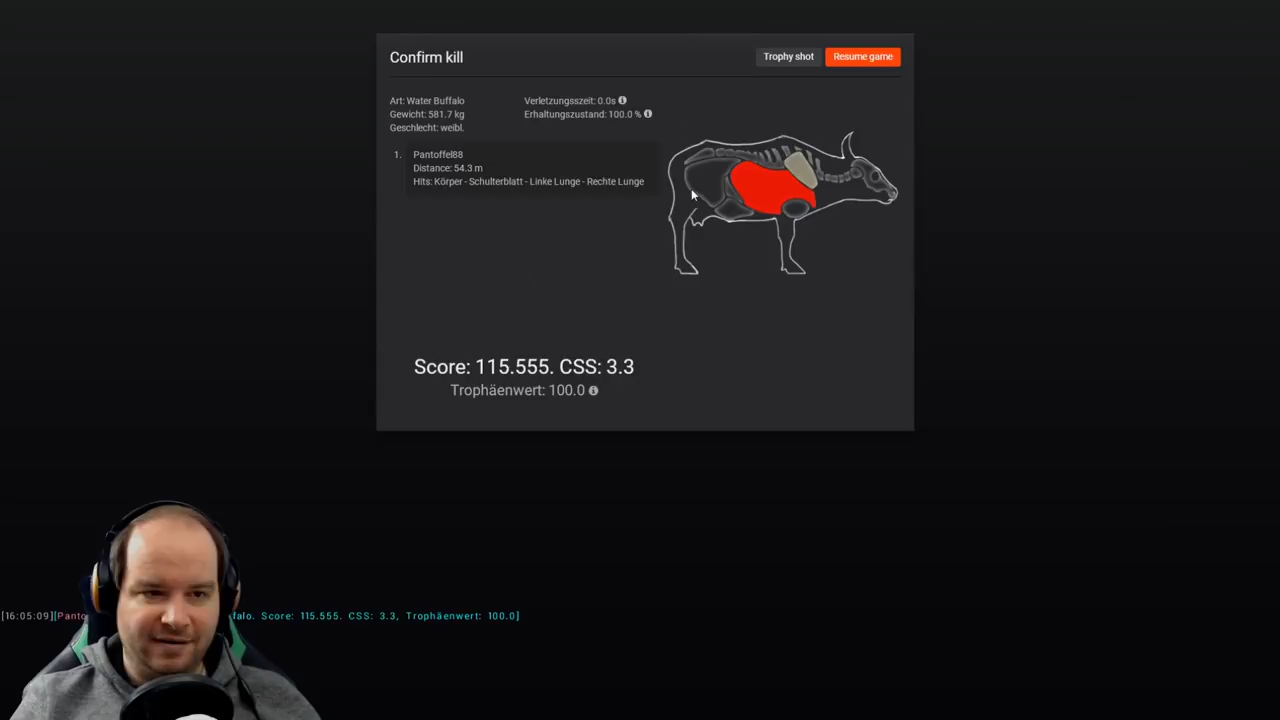 Confirm kill
Trophy shot
Resume game
Art: Water Buffalo
Gewicht: 581.7 kg
Geschlecht: weibl.
Verletzungszeit: 0.0s
Erhaltungszustand: 100.0 %
1.
Pantoffel88
Distance: 54.3 m
Hits: Körper - Schulterblatt - Linke Lunge - Rechte Lunge
Score: 115.555. CSS: 3.3
Trophäenwert: 100.0
[16:05:09][Panto falo. Score: 115.555. CSS: 3.3, Trophäenwert: 100.0]